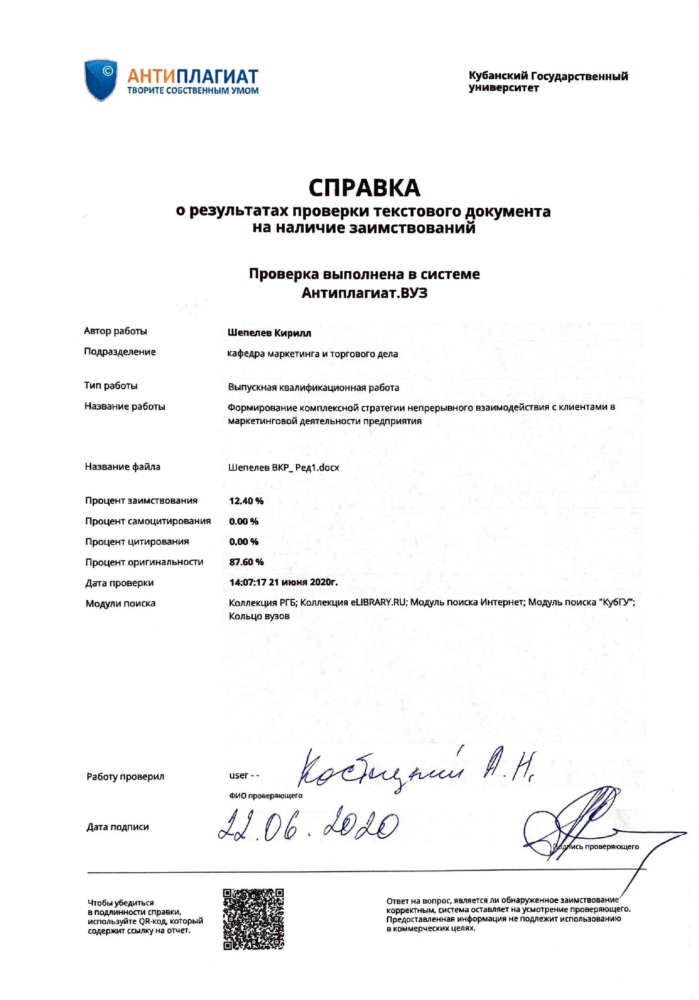 ©
АНТИПЛАГИАТ
ТВОРИТЕ СОБСТВЕННЫМ УМОМ
Кубанский Государственный
университет
СПРАВКА
о результатах проверки текстового документа
на наличие заимствований
Проверка выполнена в системе
Антиплагиат.ВУЗ
Автор работы Шепелев Кирилл
Подразделение кафедра маркетинга и торгового дела
Тип работы Выпускная квалификационная работа
Название работы Формирование комплексной стратегии непрерывного взаимодействия с клиентами в
маркетинговой деятельности предприятия
Название файла Шепелев ВКР_ Ред1.docx
Процент заимствования 12.40 %
Процент самоцитирования 0.00 %
Процент цитирования 0.00 %
Процент оригинальности 87.60 %
Дата проверки 14:07:17 21 июня 2020г.
Модули поиска Коллекция РГБ; Коллекция eLIBRARY.RU; Модуль поиска Интернет; Модуль поиска "КубГУ";
Кольцо вузов
Работу проверил user - - Костецкий А. Н.
ФИО проверяющего
Дата подписи 22.06.2020
Подпись проверяющего
Чтобы убедиться
в подлинности справки,
используйте QR-код, который
содержит ссылку на отчет.
Ответ на вопрос, является ли обнаруженное заимствование
корректным, система оставляет на усмотрение проверяющего.
Предоставленная информация не подлежит использованию
в коммерческих целях.